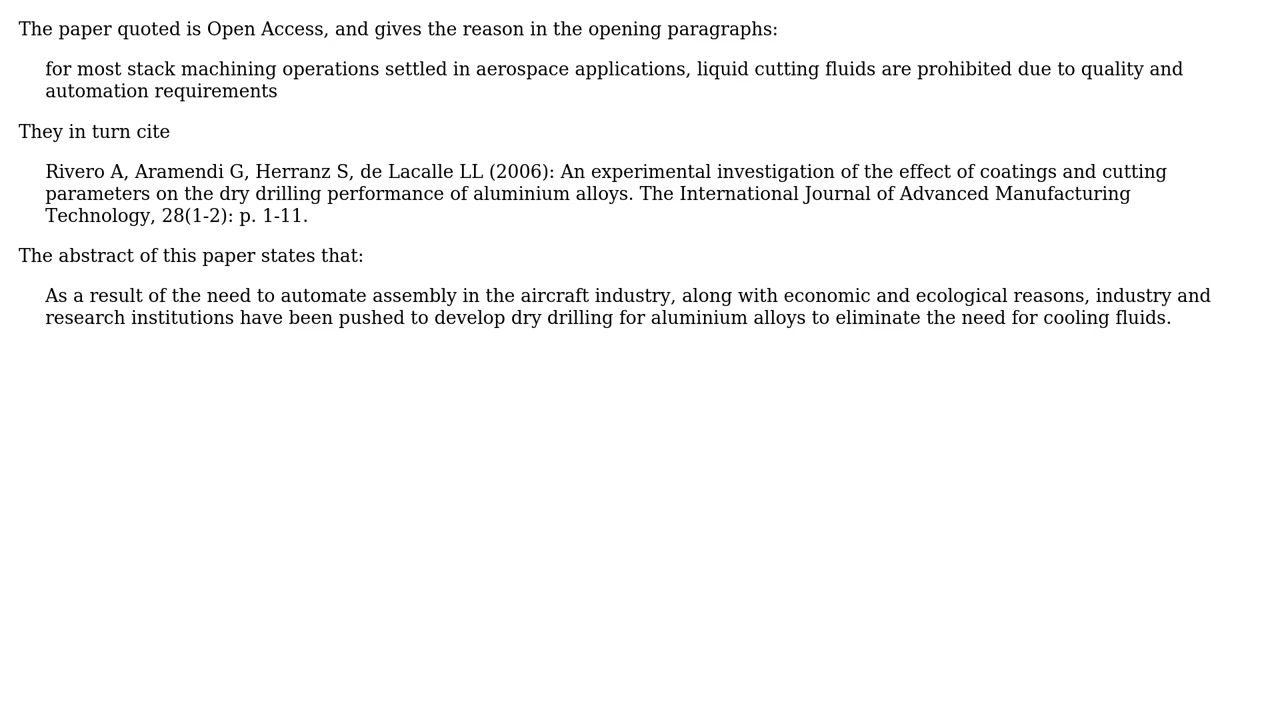 The paper quoted is Open Access, and gives the reason in the opening paragraphs:
for most stack machining operations settled in aerospace applications, liquid cutting fluids are prohibited due to quality and
automation requirements
They in turn cite
Rivero A, Aramendi G, Herranz S, de Lacalle LL (2006): An experimental investigation of the effect of coatings and cutting
parameters on the dry drilling performance of aluminium alloys. The International Journal of Advanced Manufacturing
Technology, 28(1-2): p. 1-11.
The abstract of this paper states that:
As a result of the need to automate assembly in the aircraft industry, along with economic and ecological reasons, industry and
research institutions have been pushed to develop dry drilling for aluminium alloys to eliminate the need for cooling fluids.